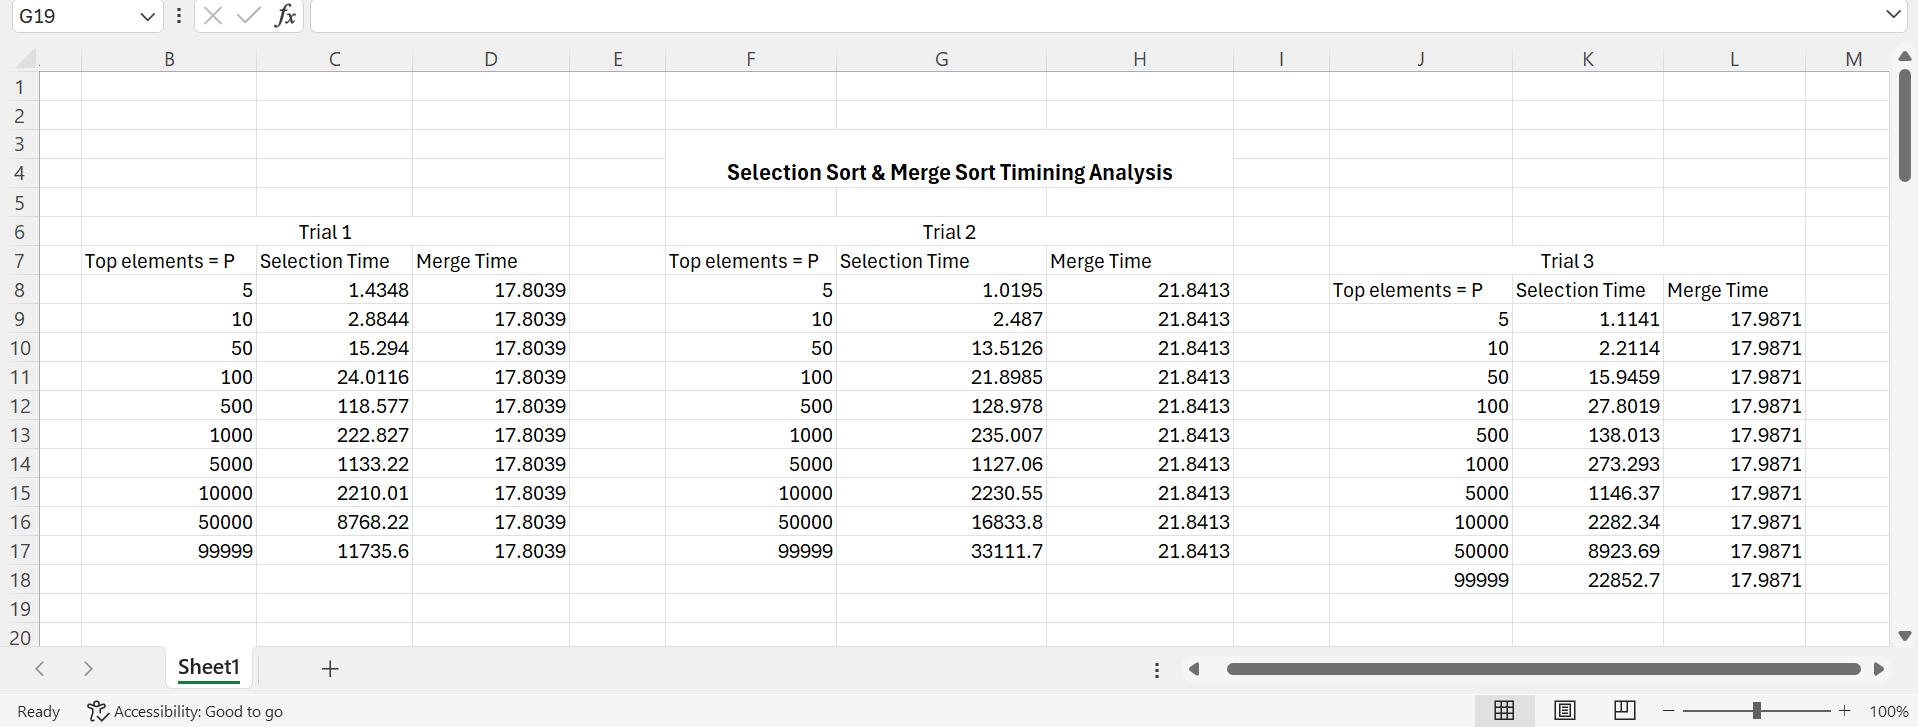 G19
fx
B C D E F G H I J K L M
1
2
3
4 Selection Sort & Merge Sort Timining Analysis
5
6 Trial 1 Trial 2
7 Top elements = P Selection Time Merge Time Top elements = P Selection Time Merge Time Trial 3
8 5 1.4348 17.8039 5 1.0195 21.8413 Top elements = P Selection Time Merge Time
9 10 2.8844 17.8039 10 2.487 21.8413 5 1.1141 17.9871
10 50 15.294 17.8039 50 13.5126 21.8413 10 2.2114 17.9871
11 100 24.0116 17.8039 100 21.8985 21.8413 50 15.9459 17.9871
12 500 118.577 17.8039 500 128.978 21.8413 100 27.8019 17.9871
13 1000 222.827 17.8039 1000 235.007 21.8413 500 138.013 17.9871
14 5000 1133.22 17.8039 5000 1127.06 21.8413 1000 273.293 17.9871
15 10000 2210.01 17.8039 10000 2230.55 21.8413 5000 1146.37 17.9871
16 50000 8768.22 17.8039 50000 16833.8 21.8413 10000 2282.34 17.9871
17 99999 11735.6 17.8039 99999 33111.7 21.8413 50000 8923.69 17.9871
18 99999 22852.7 17.9871
19
20
Sheet1
Ready Accessibility: Good to go 100%